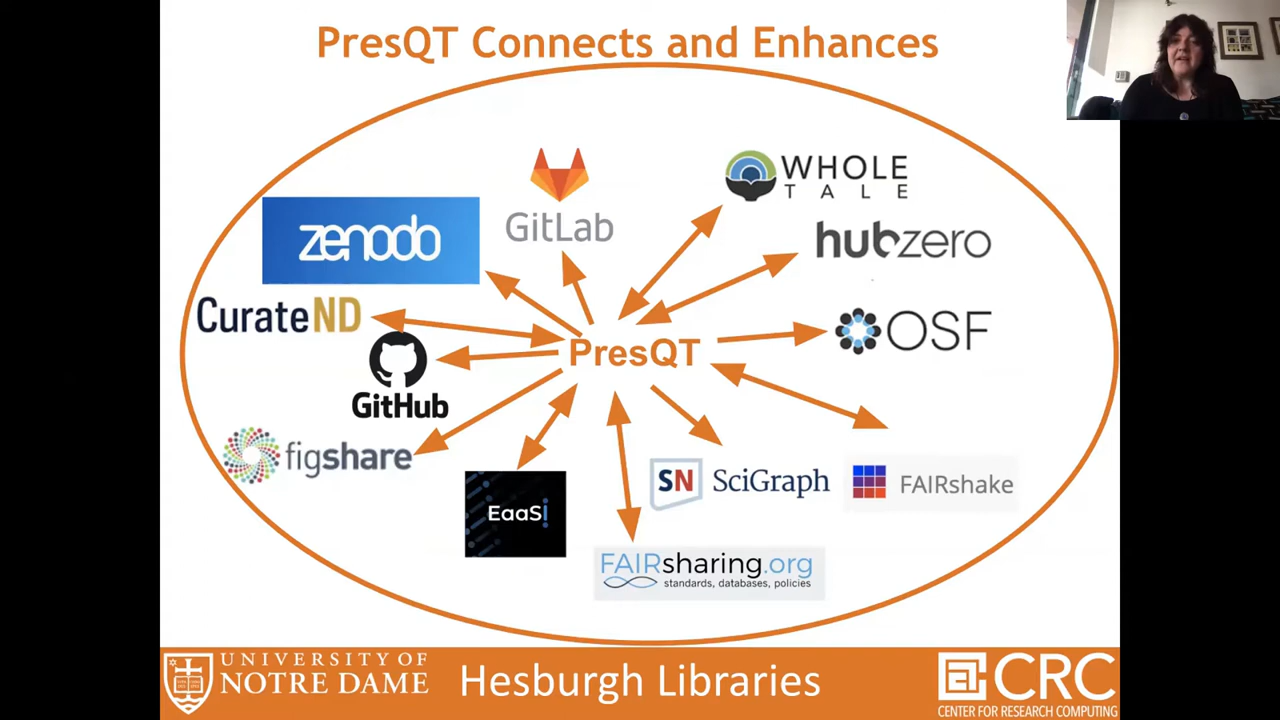 PresQT Connects and Enhances
GitLab
WHOLE
TALE
zenodo
hubzero
CurateND
OSF
PresQT
GitHub
figshare
EaaSI
SN SciGraph
FAIRshake
FAIRsharing.org
standards, databases, policies
UNIVERSITY OF
NOTRE DAME
Hesburgh Libraries
CRC
CENTER FOR RESEARCH COMPUTING